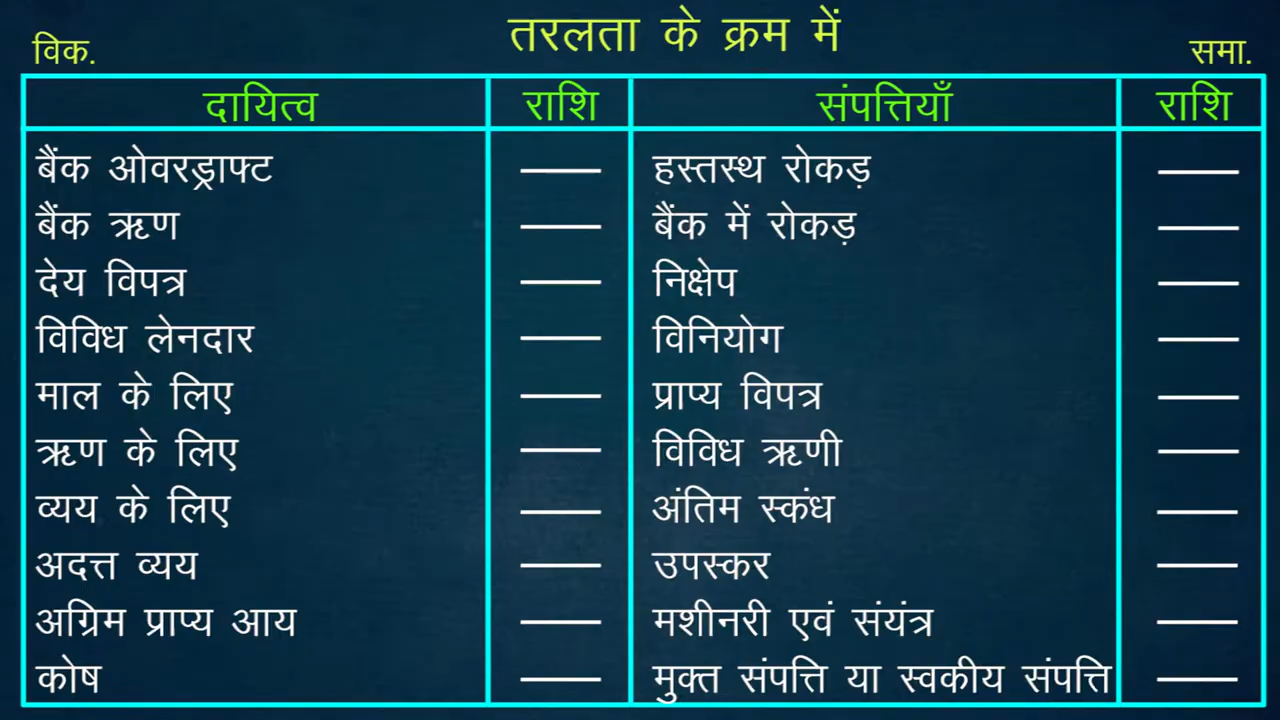 तरलता के क्रम में
विक. समा.
दायित्व राशि संपत्तियाँ राशि
बैंक ओवरड्राफ्ट हस्तस्थ रोकड़
बैंक ऋण बैंक में रोकड़
देय विपत्र निक्षेप
विविध लेनदार विनियोग
माल के लिए प्राप्य विपत्र
ऋण के लिए विविध ऋणी
व्यय के लिए अंतिम स्कंध
अदत्त व्यय उपस्कर
अग्रिम प्राप्य आय मशीनरी एवं संयंत्र
कोष मुक्त संपत्ति या स्वकीय संपत्ति